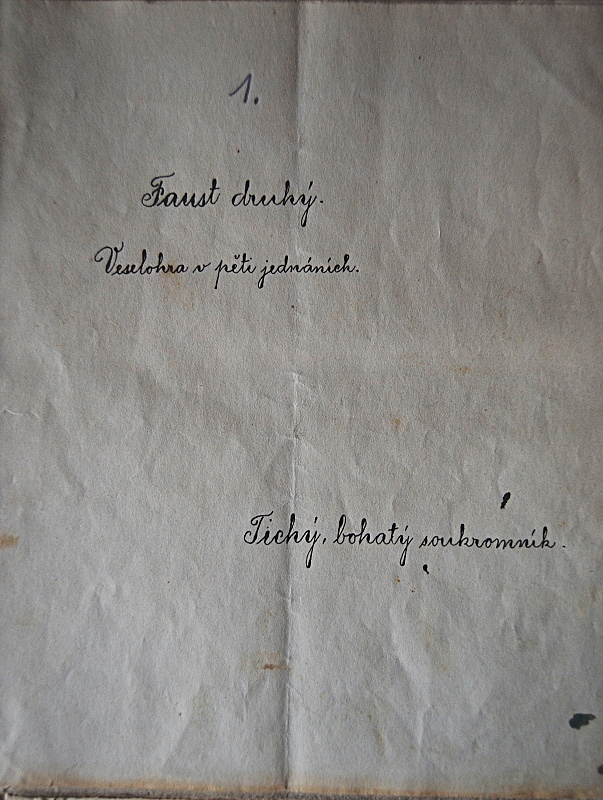 1.
Faust druhý.
Veselohra v pěti jednáních.
Tichý, bohatý soukromník.